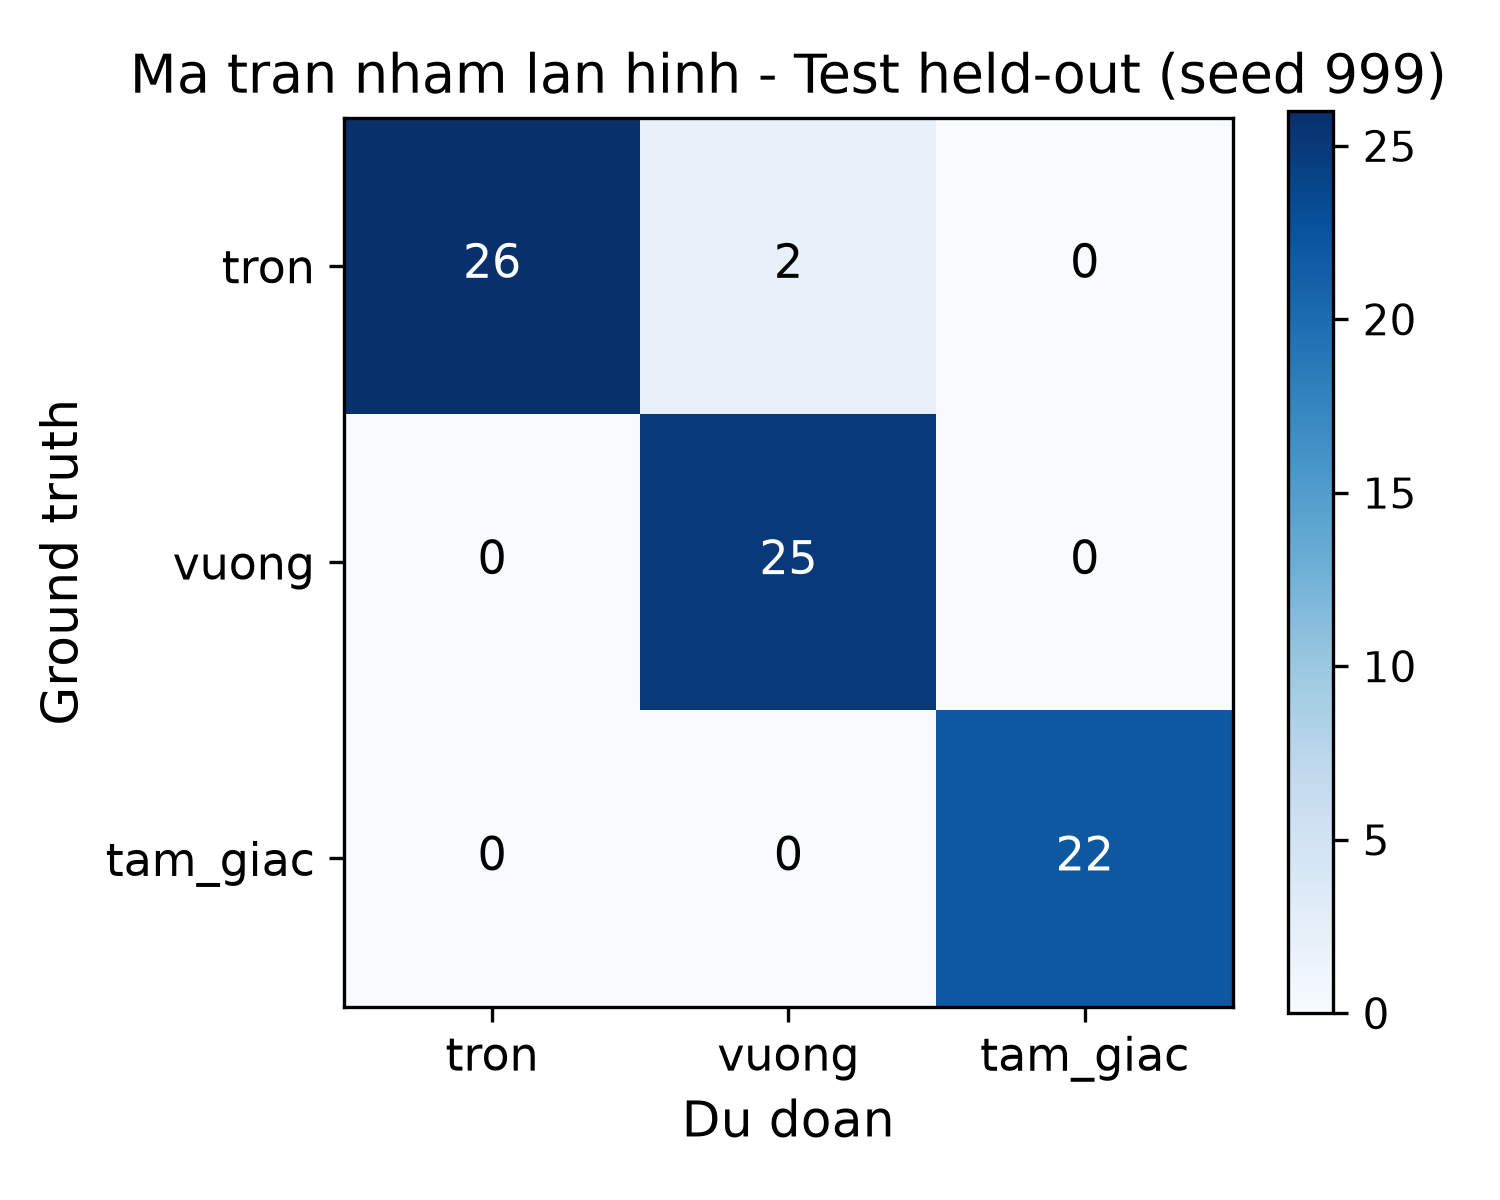 Ma tran nham lan hinh - Test held-out (seed 999)
Ground truth
tron
26
2
0
vuong
0
25
0
tam_giac
0
0
22
tron
vuong
tam_giac
Du doan
25
20
15
10
5
0